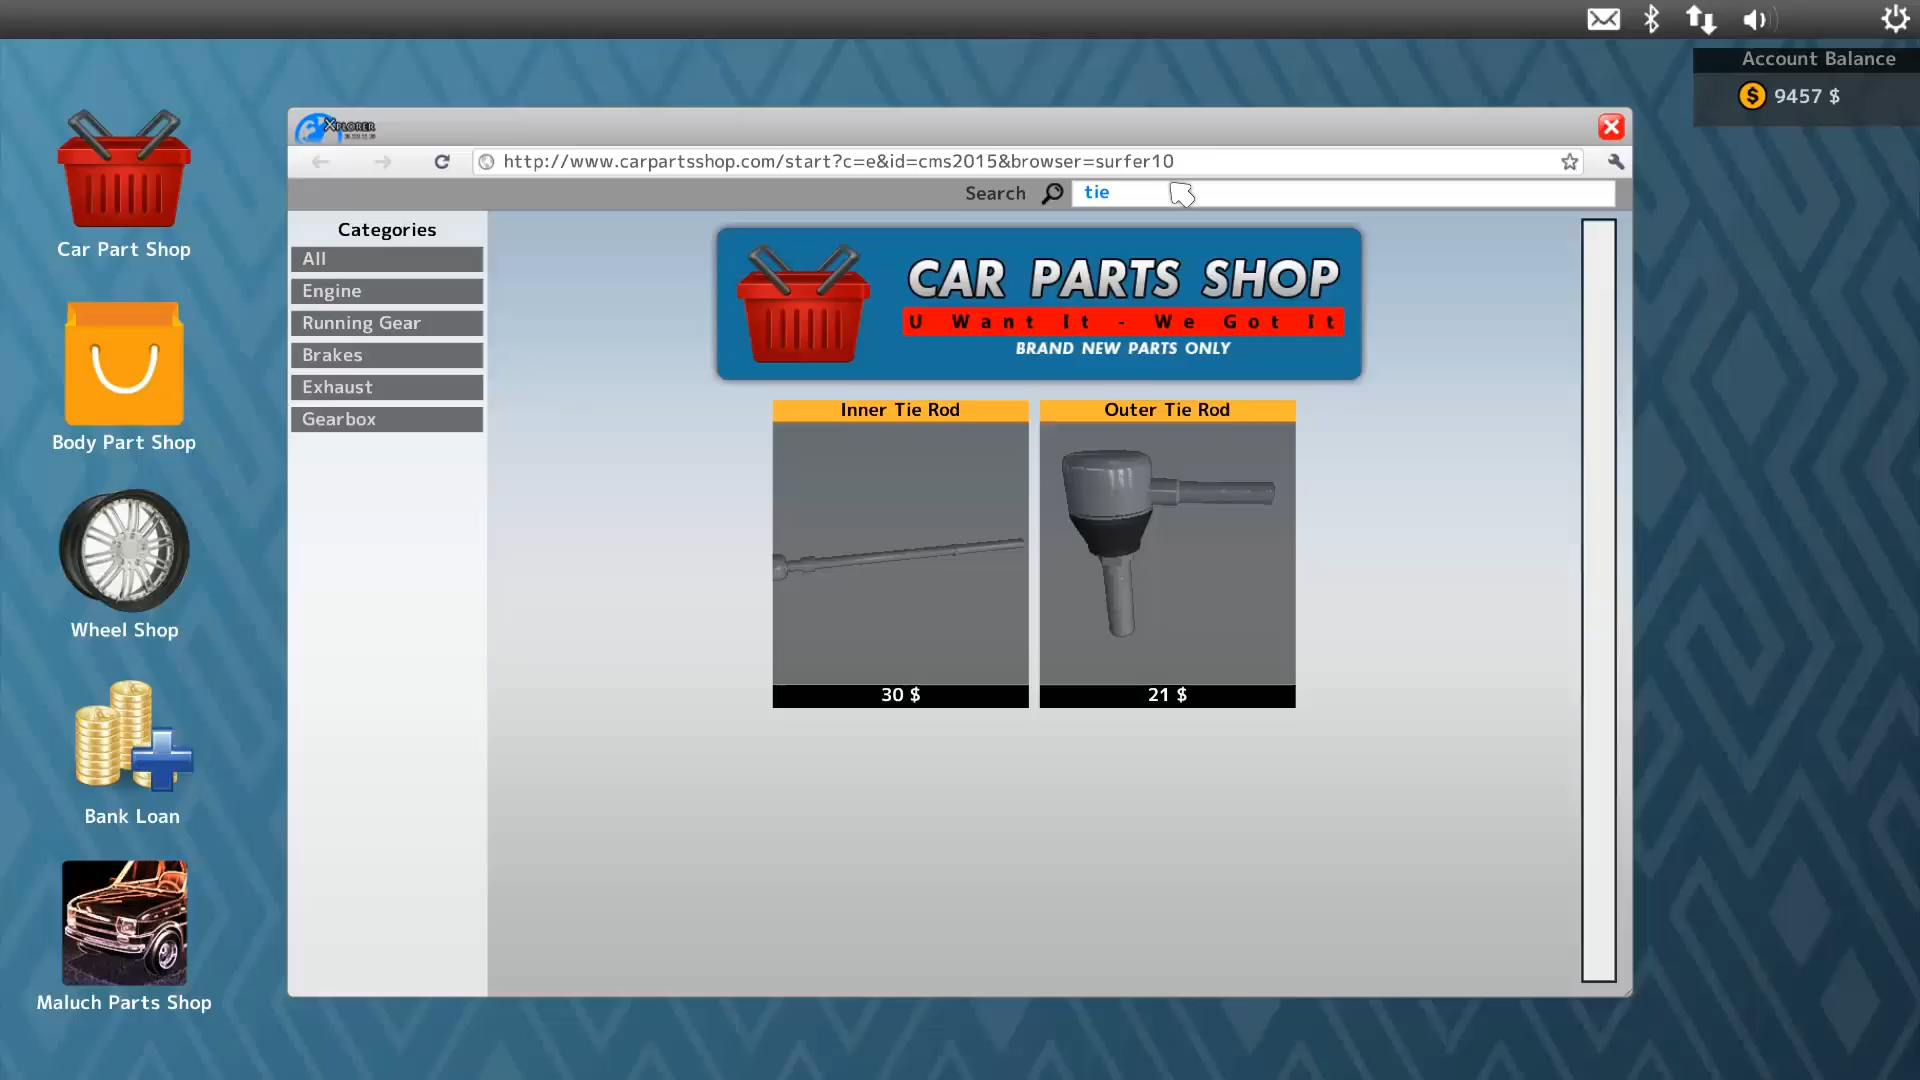 Account Balance
9457 $
Car Part Shop
Body Part Shop
Wheel Shop
Bank Loan
Maluch Parts Shop
XPLORER
http://www.carpartsshop.com/start?c=e&id=cms2015&browser=surfer10
Search tie
Categories
All
Engine
Running Gear
Brakes
Exhaust
Gearbox
CAR PARTS SHOP
U Want It - We Got It
BRAND NEW PARTS ONLY
Inner Tie Rod
30 $
Outer Tie Rod
21 $